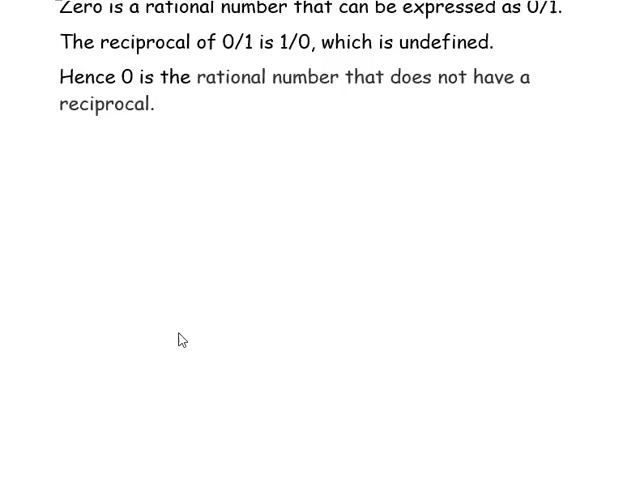 Zero is a rational number that can be expressed as 0/1.
The reciprocal of 0/1 is 1/0, which is undefined.
Hence 0 is the rational number that does not have a
reciprocal.